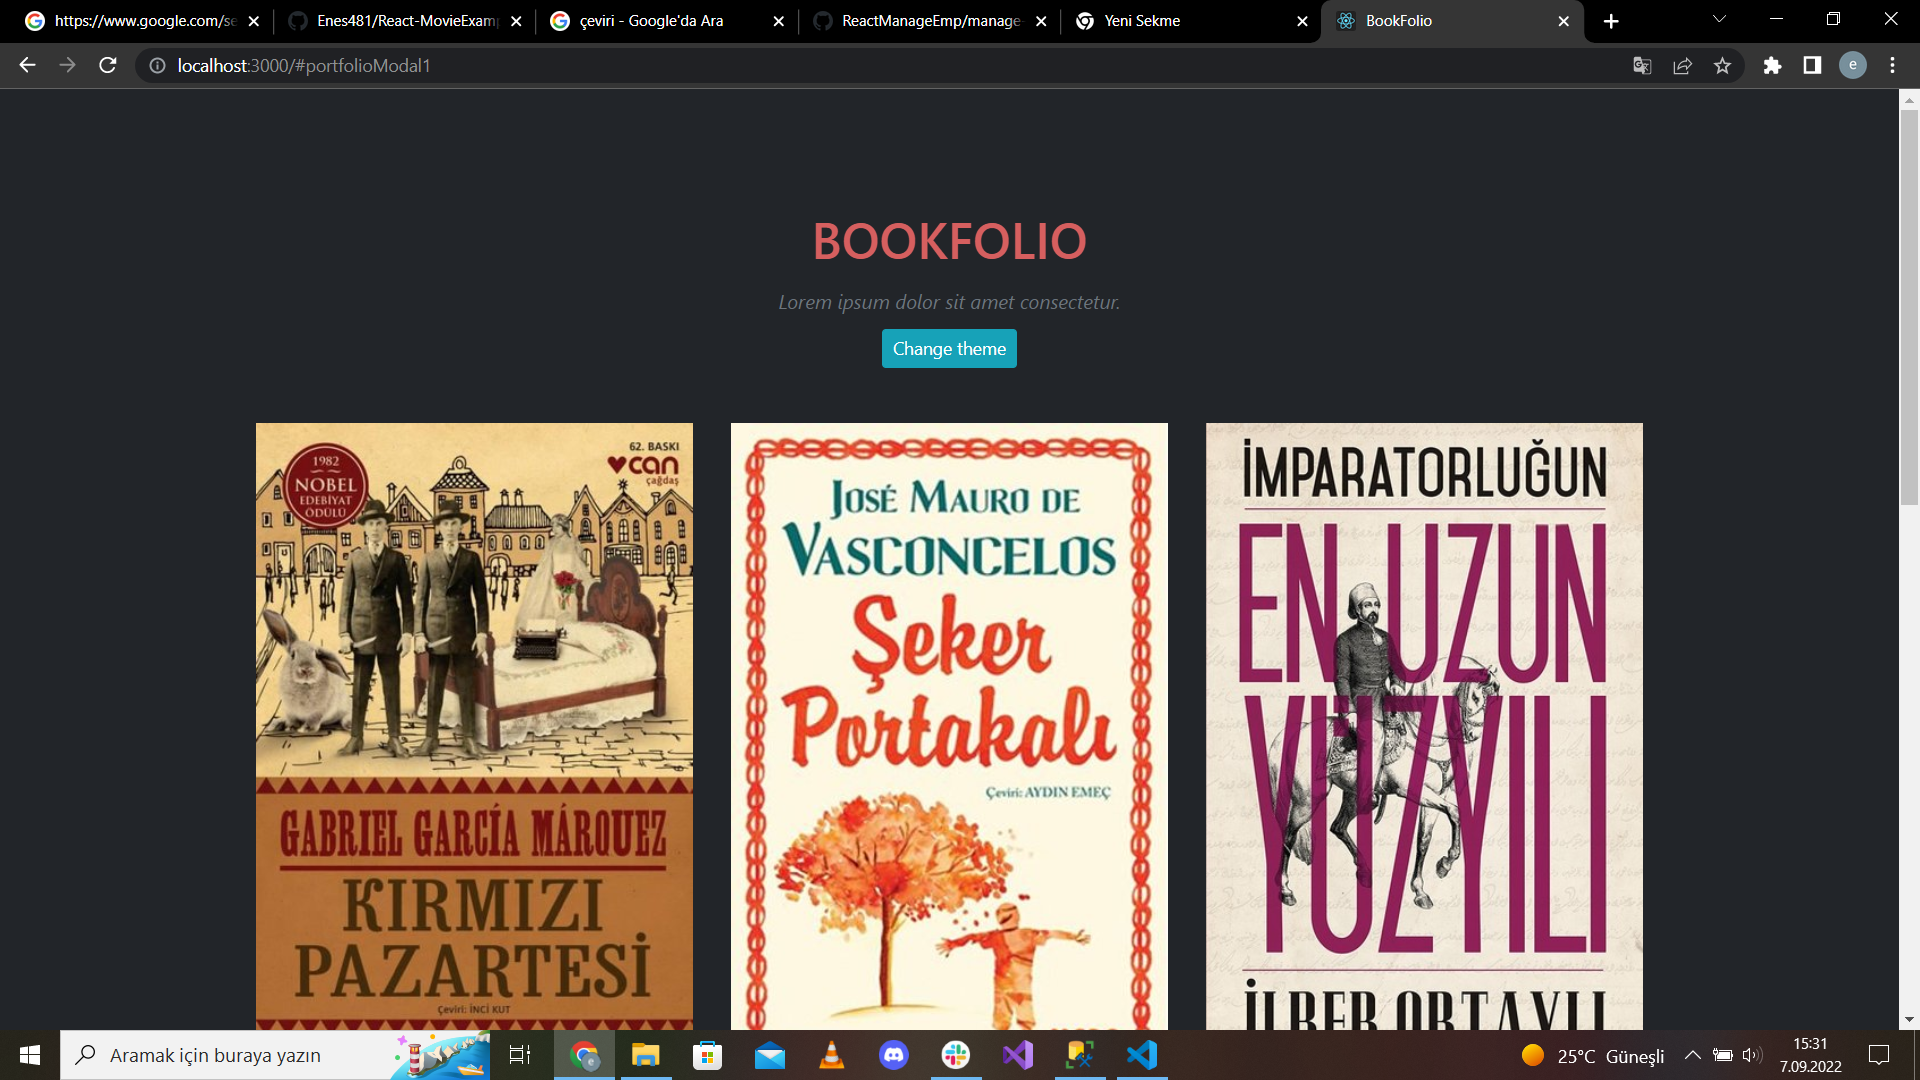 https://www.google.com/se
Enes481/React-MovieExam
çeviri - Google'da Ara
ReactManageEmp/manage-
Yeni Sekme
BookFolio
localhost:3000/#portfolioModal1
e
BOOKFOLIO
Lorem ipsum dolor sit amet consectetur.
Change theme
1982
NOBEL
EDEBİYAT
ÖDÜLÜ
62. BASKI
can
çağdaş
GABRIEL GARCÍA MÁRQUEZ
KIRMIZI
PAZARTESİ
Çeviri: İNCİ KUT
JOSÉ MAURO DE
VASCONCELOS
Şeker
Portakalı
Çeviri: AYDIN EMEÇ
İMPARATORLUĞUN
EN UZUN
YÜZYILI
İLBER ORTAYLI
Aramak için buraya yazın
e
25°C Güneşli
15:31
7.09.2022